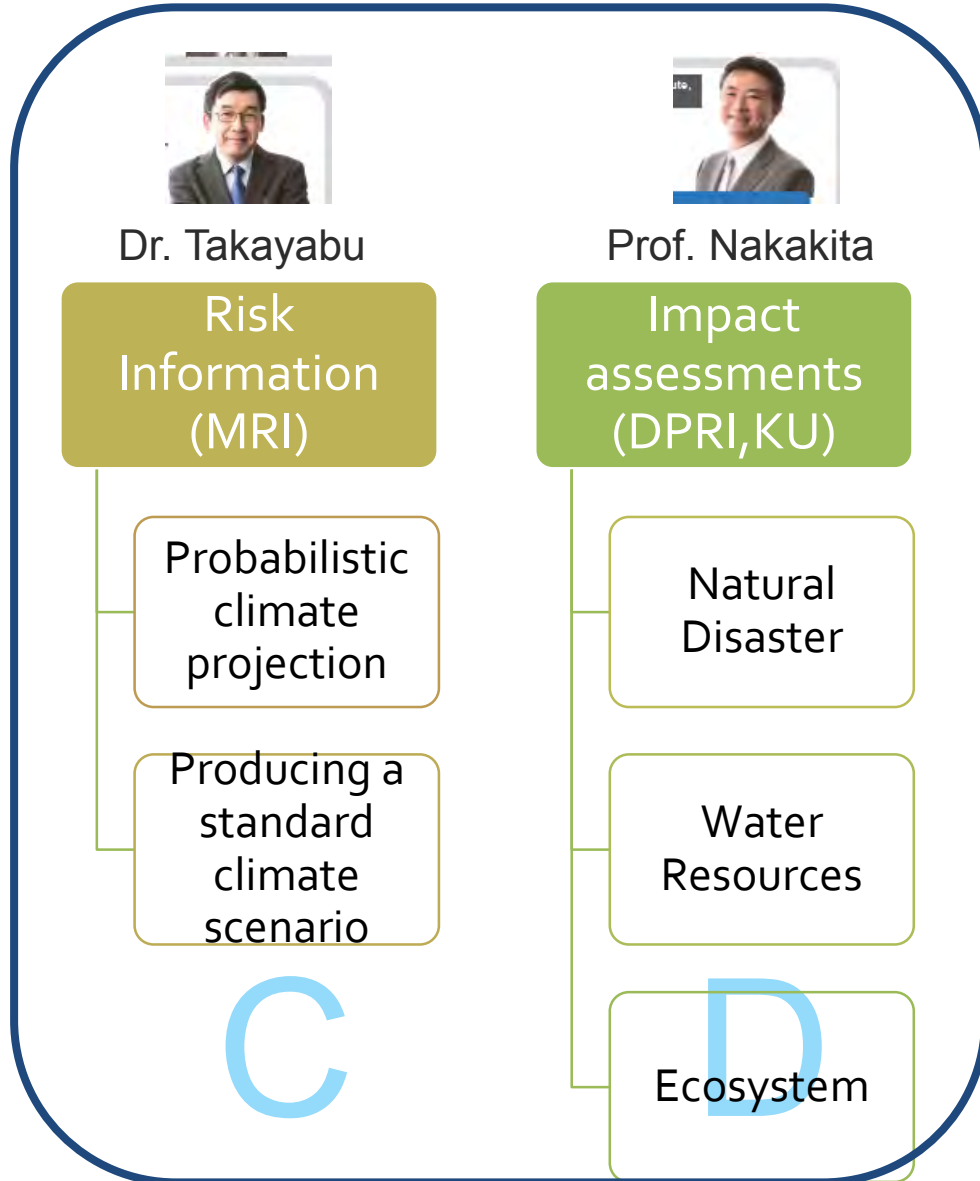 Dr. Takayabu
Risk
Information
(MRI)
Probabilistic
climate
projection
Producing a
standard
climate
scenario
C
Prof. Nakakita
Impact
assessments
(DPRI,KU)
Natural
Disaster
Water
Resources
Ecosystem
D